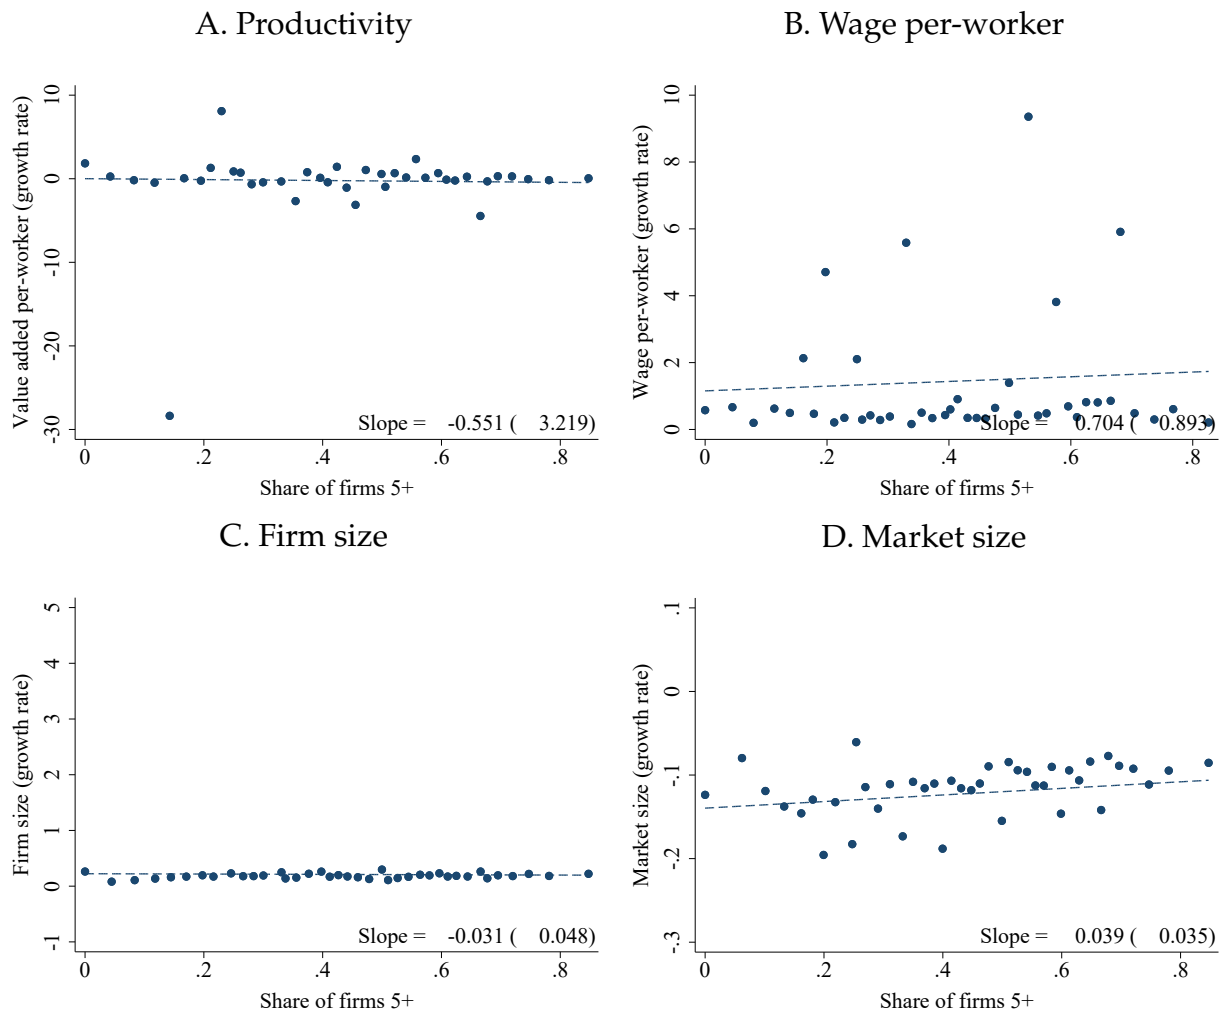 A. Productivity
Value added per-worker (growth rate)
10
0
-10
-20
-30
Slope = -0.551 ( 3.219)
0 .2 .4 .6 .8
Share of firms 5+
B. Wage per-worker
Wage per-worker (growth rate)
10
8
6
4
2
0
Slope = 0.704 ( 0.893)
0 .2 .4 .6 .8
Share of firms 5+
C. Firm size
Firm size (growth rate)
5
4
3
2
1
0
-1
Slope = -0.031 ( 0.048)
0 .2 .4 .6 .8
Share of firms 5+
D. Market size
Market size (growth rate)
.1
0
-.1
-.2
-.3
Slope = 0.039 ( 0.035)
0 .2 .4 .6 .8
Share of firms 5+